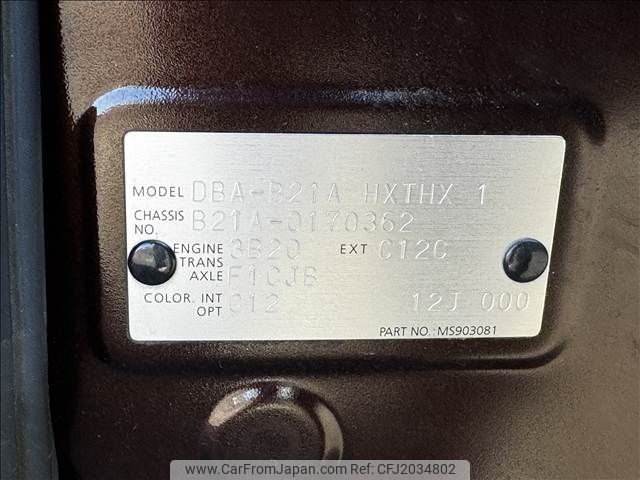 MODEL DBA-B21A HXTHX 1
CHASSIS NO. B21A-0170362
ENGINE 3B20 EXT C12C
TRANS AXLE F1CJB
COLOR. INT OPT C12 12J 000
PART NO.: MS903081
www.CarFromJapan.com | CFJ2034802